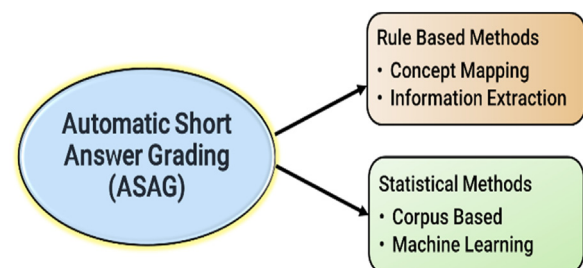 Automatic Short
Answer Grading
(ASAG)
Rule Based Methods
• Concept Mapping
• Information Extraction
Statistical Methods
• Corpus Based
• Machine Learning